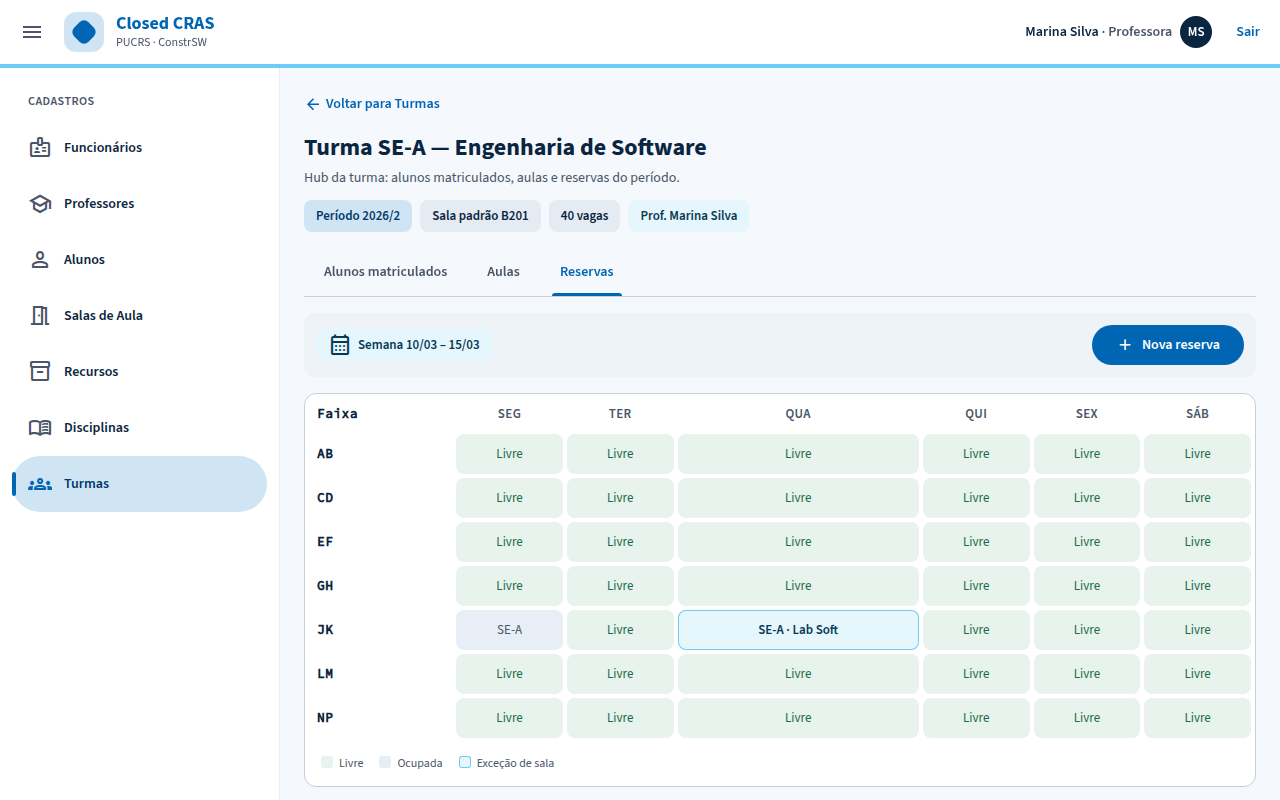 Closed CRAS
PUCRS · ConstrSW
Marina Silva · Professora
MS
Sair
CADASTROS
Funcionários
Professores
Alunos
Salas de Aula
Recursos
Disciplinas
Turmas
Voltar para Turmas
Turma SE-A — Engenharia de Software
Hub da turma: alunos matriculados, aulas e reservas do período.
Período 2026/2
Sala padrão B201
40 vagas
Prof. Marina Silva
Alunos matriculados
Aulas
Reservas
Semana 10/03 – 15/03
Nova reserva
Faixa SEG TER QUA QUI SEX SÁB
AB Livre Livre Livre Livre Livre Livre
CD Livre Livre Livre Livre Livre Livre
EF Livre Livre Livre Livre Livre Livre
GH Livre Livre Livre Livre Livre Livre
JK SE-A Livre SE-A · Lab Soft Livre Livre Livre
LM Livre Livre Livre Livre Livre Livre
NP Livre Livre Livre Livre Livre Livre
Livre Ocupada Exceção de sala